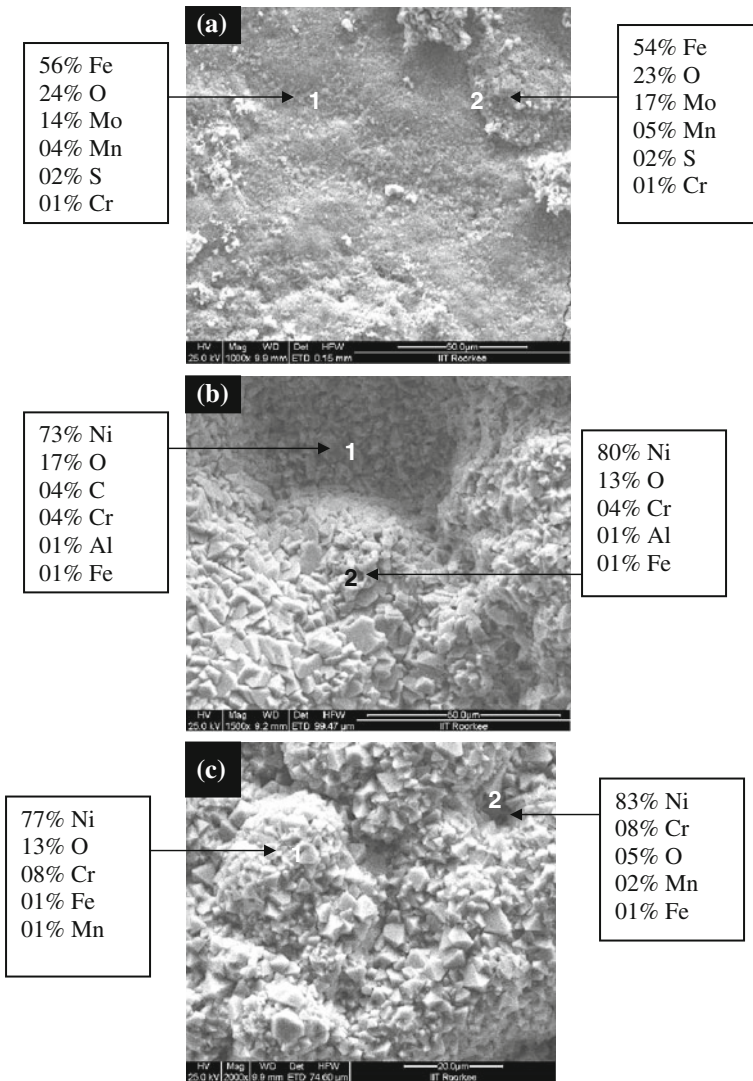 (a)
56% Fe
24% O
14% Mo
04% Mn
02% S
01% Cr
1
2
54% Fe
23% O
17% Mo
05% Mn
02% S
01% Cr
HV Mag WD Det HFW 50.0µm
25.0 kV 1000x 9.9 mm ETD 0.15 mm IIT Roorkee
(b)
73% Ni
17% O
04% C
04% Cr
01% Al
01% Fe
1
2
80% Ni
13% O
04% Cr
01% Al
01% Fe
HV Mag WD Det HFW 50.0µm
25.0 kV 1500x 9.2 mm ETD 99.47 µm IIT Roorkee
(c)
77% Ni
13% O
08% Cr
01% Fe
01% Mn
1
2
83% Ni
08% Cr
05% O
02% Mn
01% Fe
HV Mag WD Det HFW 20.0µm
25.0 kV 2000x 9.9 mm ETD 74.60 µm IIT Roorkee